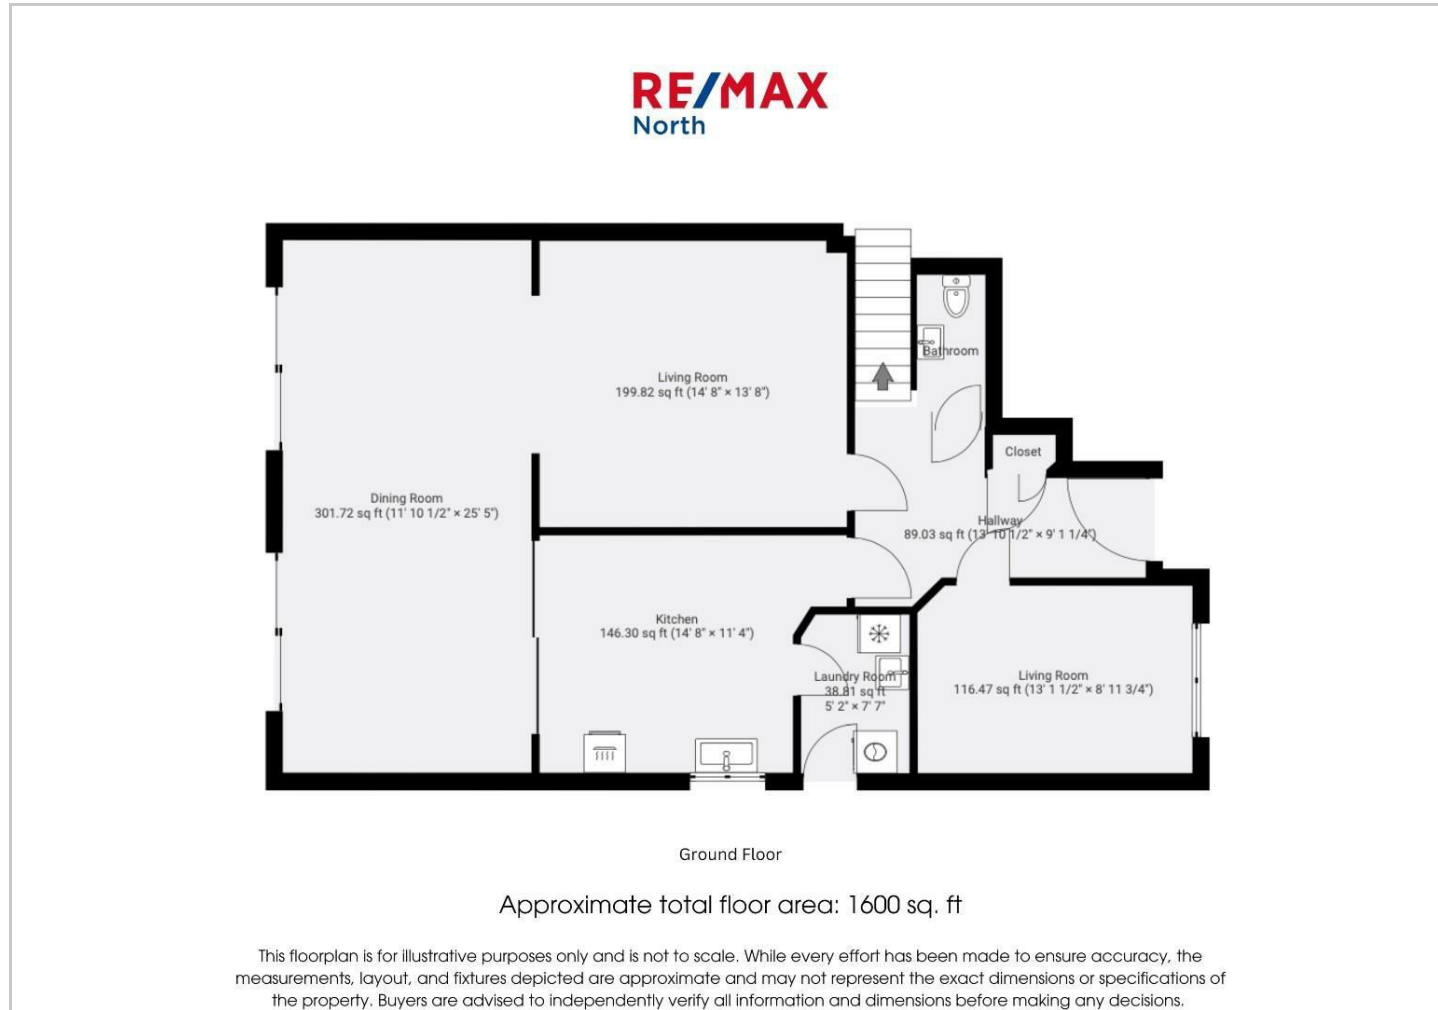 RE/MAX
North
Bathroom
Living Room
199.82 sq ft (14' 8" × 13' 8")
Closet
Dining Room
301.72 sq ft (11' 10 1/2" × 25' 5")
Hallway
89.03 sq ft (13' 10 1/2" × 9' 1 1/4")
Kitchen
146.30 sq ft (14' 8" × 11' 4")
Laundry Room
38.81 sq ft
5' 2" × 7' 7"
Living Room
116.47 sq ft (13' 1 1/2" × 8' 11 3/4")
Ground Floor
Approximate total floor area: 1600 sq. ft
This floorplan is for illustrative purposes only and is not to scale. While every effort has been made to ensure accuracy, the
measurements, layout, and fixtures depicted are approximate and may not represent the exact dimensions or specifications of
the property. Buyers are advised to independently verify all information and dimensions before making any decisions.